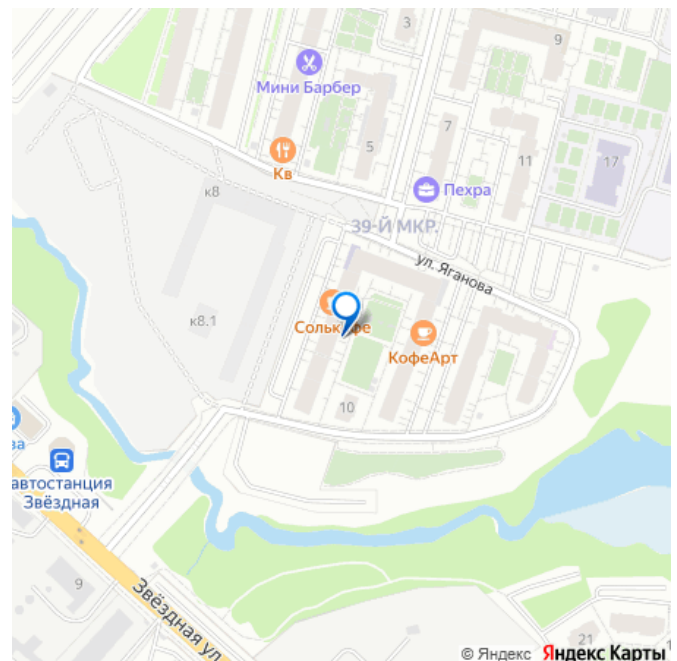 3
9
Мини Барбер
5
7
11
17
Кв
к8
Пехра
39-Й МКР.
ул. Яганова
к8.1
КофеАрт
10
автостанция
Звёздная
9
Звёздная ул.
21
© Яндекс Яндекс Карты